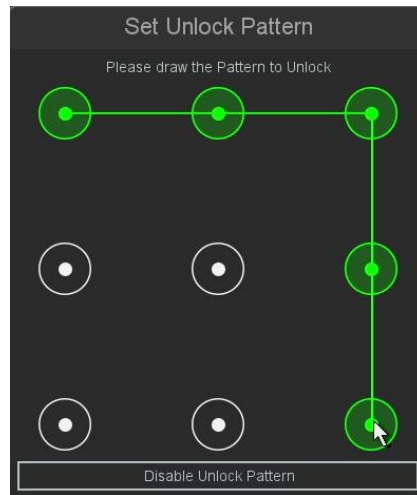 Set Unlock Pattern
Please draw the Pattern to Unlock
Disable Unlock Pattern